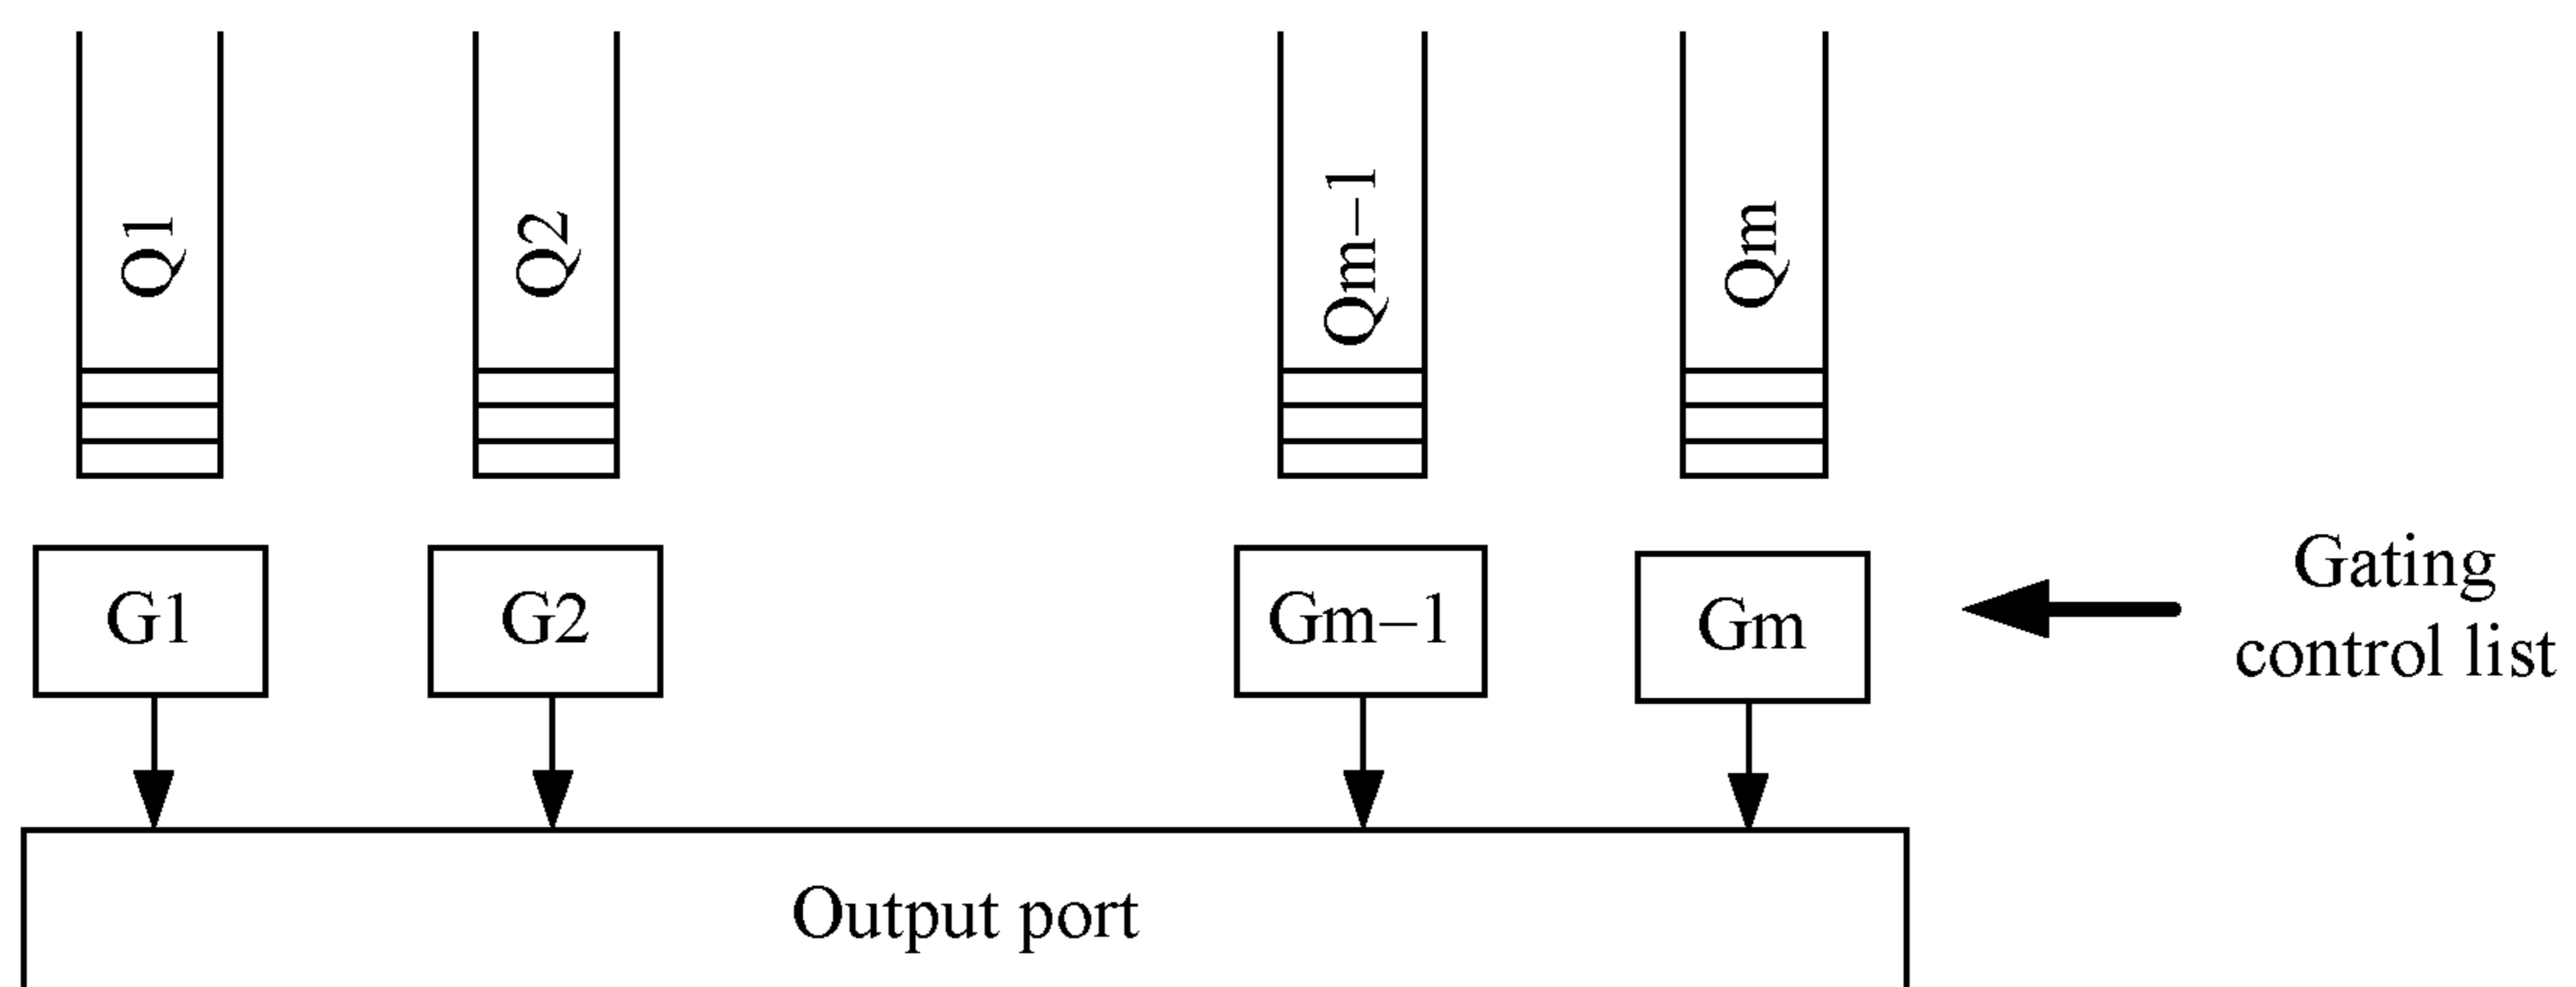 Q1
Q2
Qm−1
Qm
G1
G2
Gm−1
Gm
Gating
control list
Output port